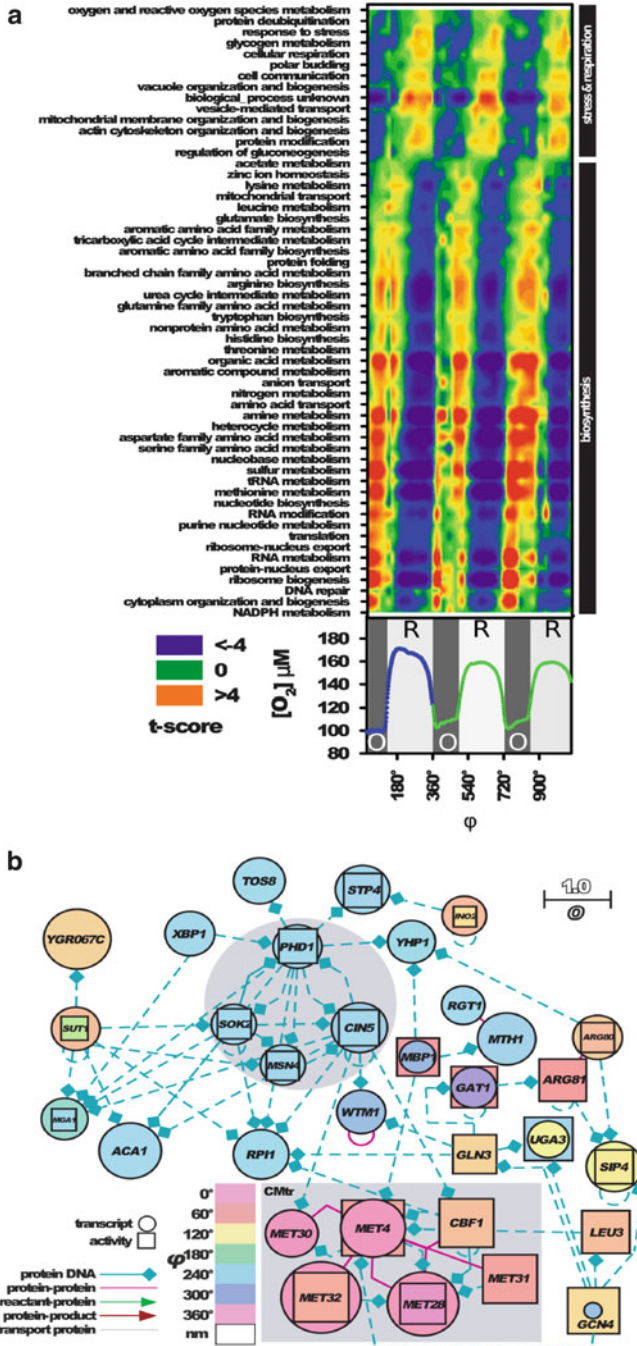 a
oxygen and reactive oxygen species metabolism
protein deubiquitination
response to stress
glycogen metabolism
cellular respiration
polar budding
cell communication
vacuole organization and biogenesis
biological_process unknown
vesicle-mediated transport
mitochondrial membrane organization and biogenesis
actin cytoskeleton organization and biogenesis
protein modification
regulation of gluconeogenesis
acetate metabolism
zinc ion homeostasis
lysine metabolism
mitochondrial transport
leucine metabolism
glutamate biosynthesis
aromatic amino acid family metabolism
tricarboxylic acid cycle intermediate metabolism
aromatic amino acid family biosynthesis
protein folding
branched chain family amino acid metabolism
arginine biosynthesis
urea cycle intermediate metabolism
glutamine family amino acid metabolism
tryptophan biosynthesis
nonprotein amino acid metabolism
histidine biosynthesis
threonine metabolism
organic acid metabolism
aromatic compound metabolism
anion transport
nitrogen metabolism
amino acid transport
amine metabolism
heterocycle metabolism
aspartate family amino acid metabolism
serine family amino acid metabolism
nucleobase metabolism
sulfur metabolism
tRNA metabolism
methionine metabolism
nucleotide biosynthesis
RNA modification
purine nucleotide metabolism
translation
ribosome-nucleus export
RNA metabolism
protein-nucleus export
ribosome biogenesis
DNA repair
cytoplasm organization and biogenesis
NADPH metabolism
stress & respiration
biosynthesis
<-4
0
>4
t-score
[O2] μM
180
160
140
120
100
80
R R R
O O O
180° 360° 540° 720° 900°
φ
b
TOS8
STP4
INO2
1.0
0
YGR067C
XBP1
PHD1
YHP1
SUT1
SOK2
CIN5
RGT1
MTH1
ARG80
MSN4
MBP1
GAT1
ARG81
MGA1
ACA1
RPI1
WTM1
GLN3
UGA3
SIP4
CMtr
MET30
MET4
CBF1
LEU3
MET32
MET28
MET31
GCN4
transcript
activity
protein DNA
protein-protein
reactant-protein
protein-product
transport protein
φ
0°
60°
120°
180°
240°
300°
360°
nm